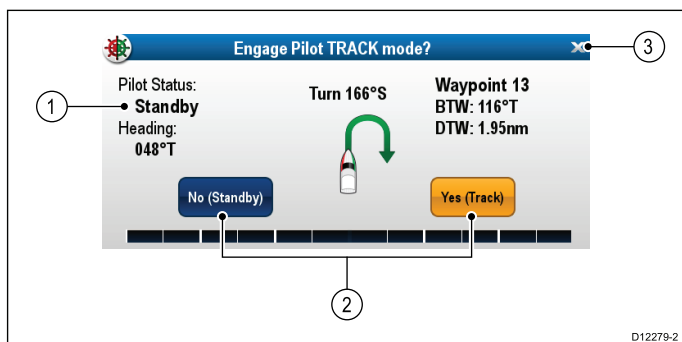 Engage Pilot TRACK mode?
X
3
Pilot Status:
Standby
Heading:
048°T
1
Turn 166°S
Waypoint 13
BTW: 116°T
DTW: 1.95nm
No (Standby)
Yes (Track)
2
D12279-2